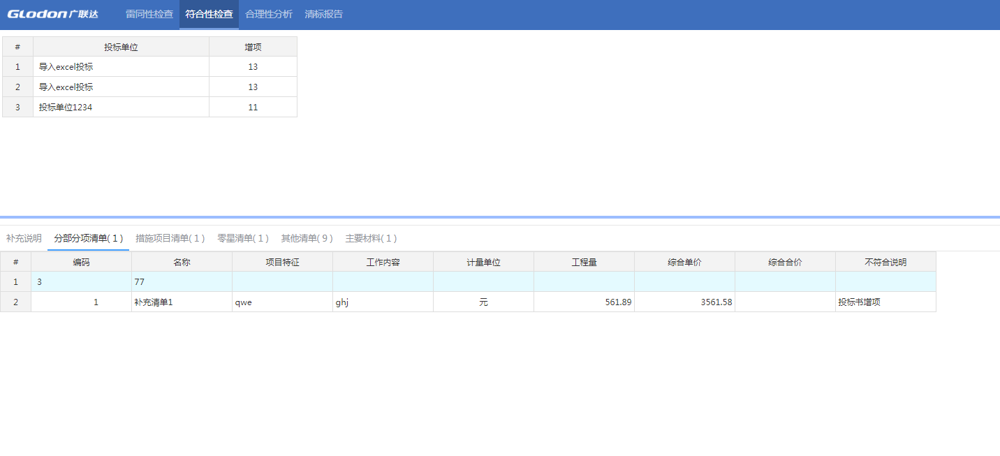 GLodon广联达 雷同性检查 符合性检查 合理性分析 清标报告
# 投标单位 增项
1 导入excel投标 13
2 导入excel投标 13
3 投标单位1234 11
补充说明 分部分项清单( 1 ) 措施项目清单( 1 ) 零星清单( 1 ) 其他清单( 9 ) 主要材料( 1 )
# 编码 名称 项目特征 工作内容 计量单位 工程量 综合单价 综合合价 不符合说明
1 3 77
2 1 补充清单1 qwe ghj 元 561.89 3561.58 投标书增项